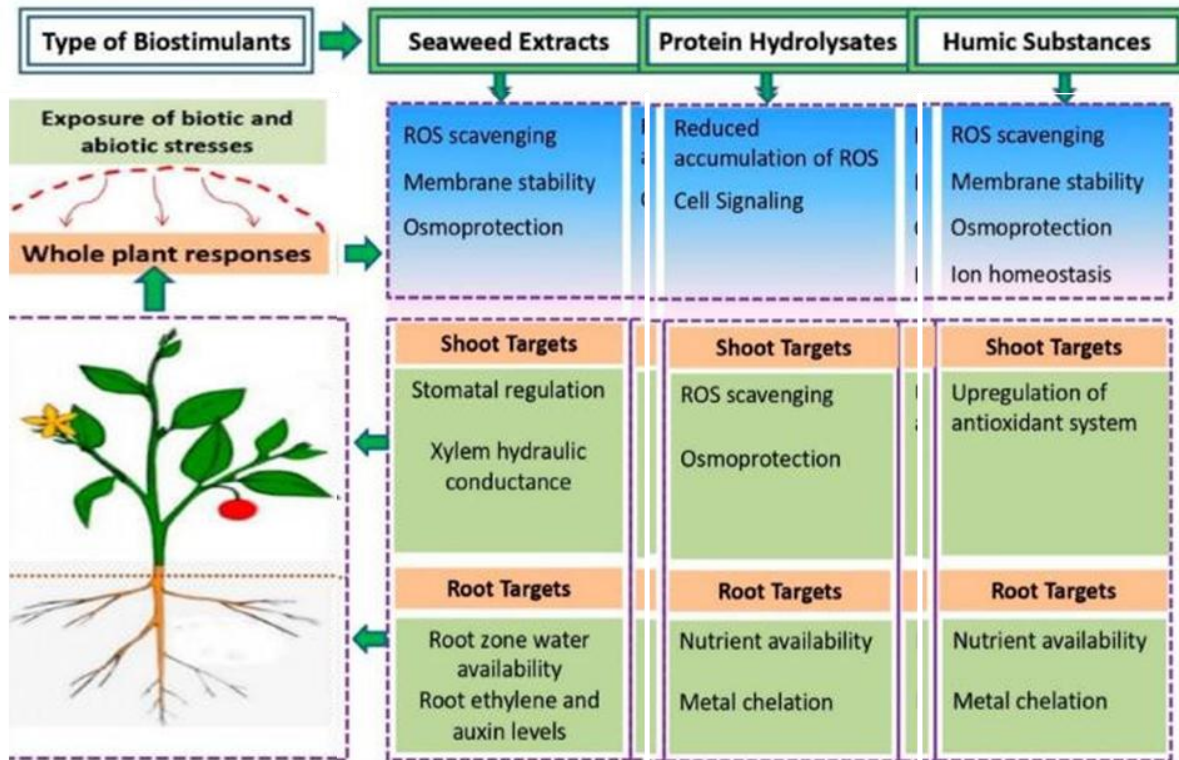 Type of Biostimulants
Seaweed Extracts
Protein Hydrolysates
Humic Substances
Exposure of biotic and
abiotic stresses
Whole plant responses
ROS scavenging
Membrane stability
Osmoprotection
Reduced
accumulation of ROS
Cell Signaling
ROS scavenging
Membrane stability
Osmoprotection
Ion homeostasis
Shoot Targets
Stomatal regulation
Xylem hydraulic
conductance
Shoot Targets
ROS scavenging
Osmoprotection
Shoot Targets
Upregulation of
antioxidant system
Root Targets
Root zone water
availability
Root ethylene and
auxin levels
Root Targets
Nutrient availability
Metal chelation
Root Targets
Nutrient availability
Metal chelation